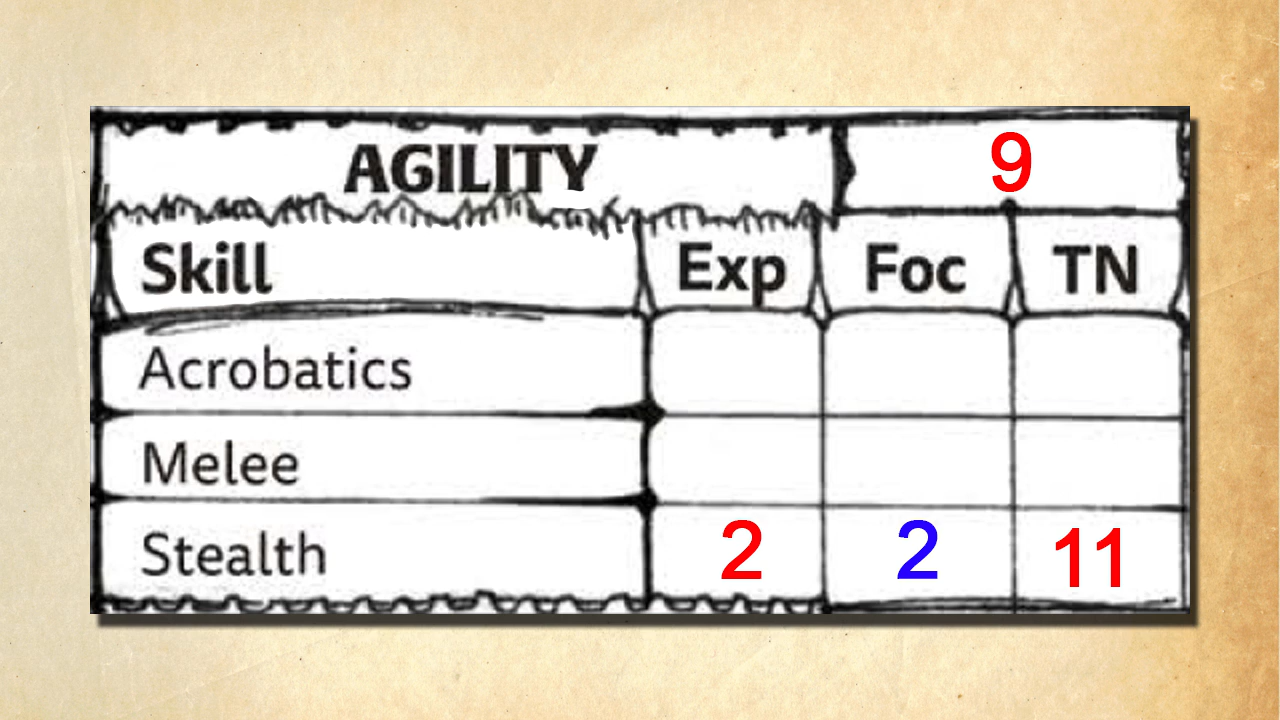 AGILITY 9
Skill Exp Foc TN
Acrobatics
Melee
Stealth 2 2 11